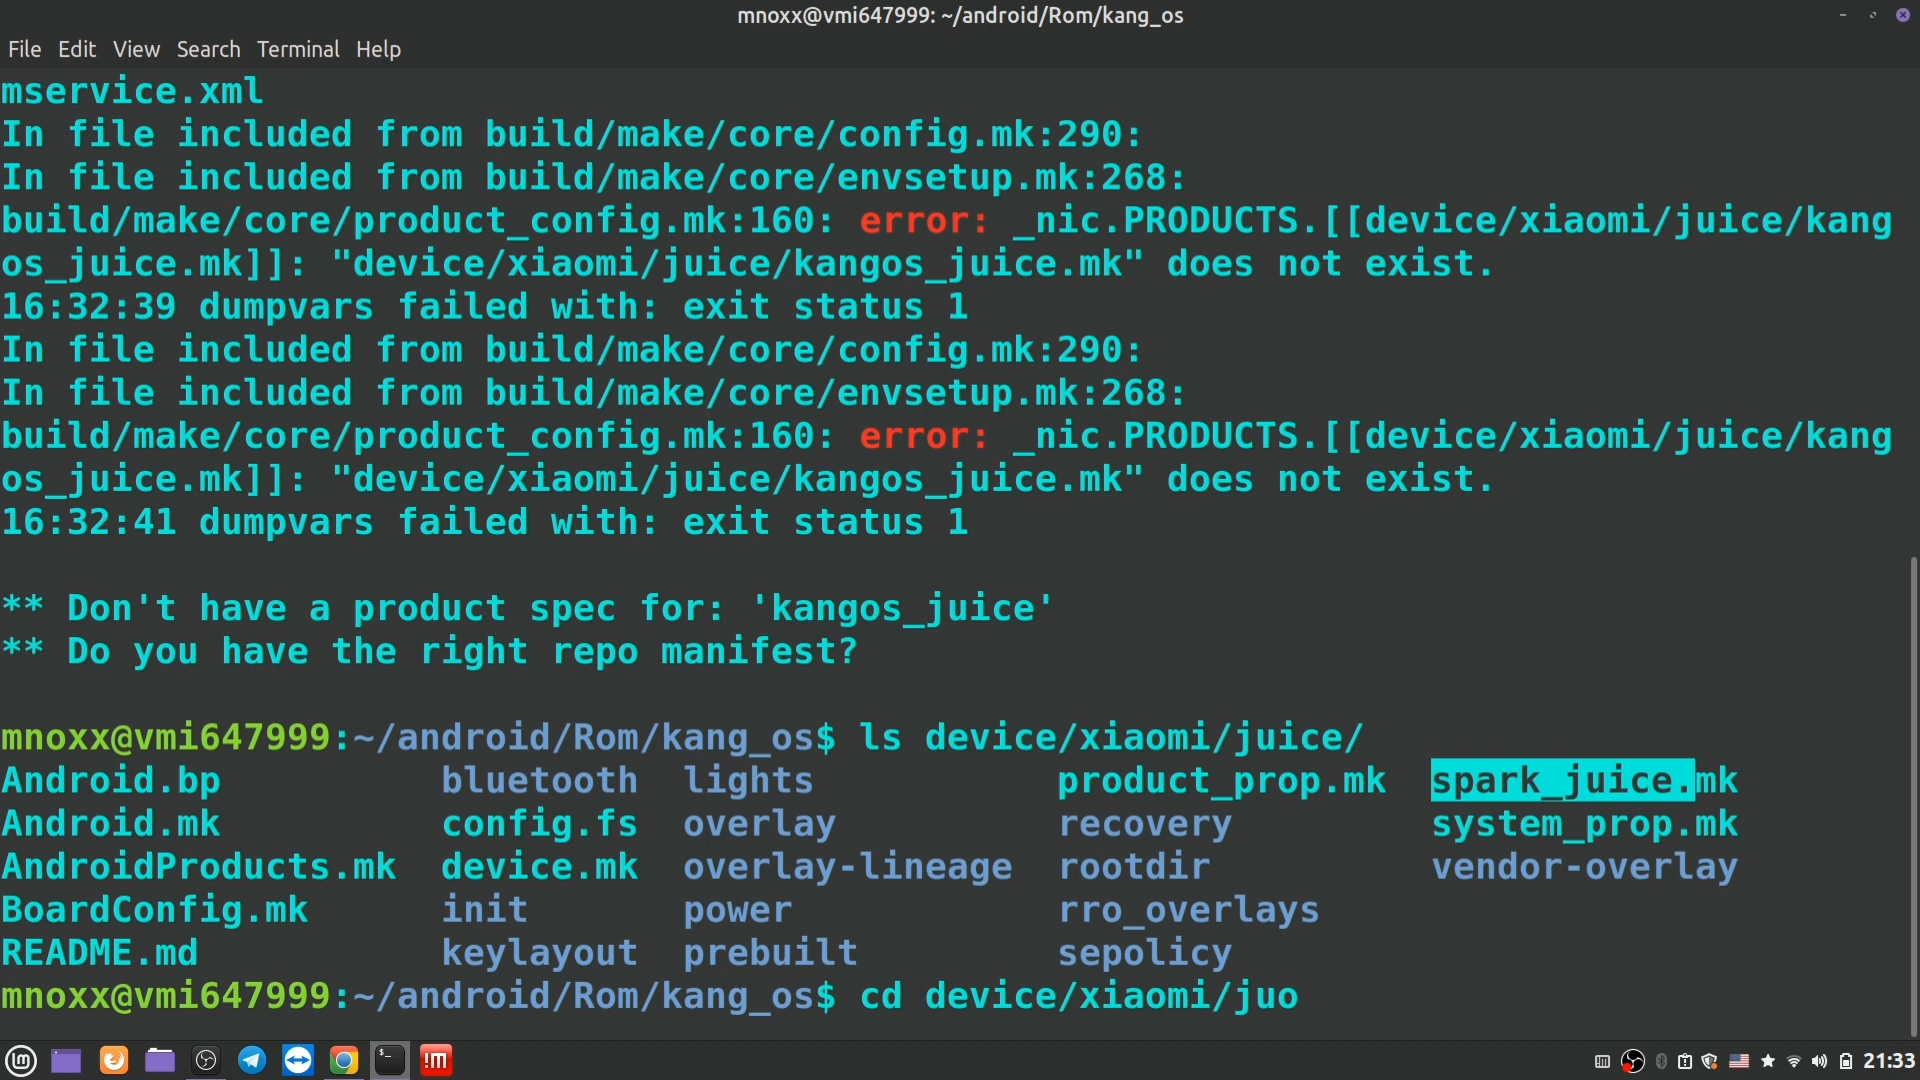 mnoxx@vmi647999: ~/android/Rom/kang_os
File Edit View Search Terminal Help
mservice.xml
In file included from build/make/core/config.mk:290:
In file included from build/make/core/envsetup.mk:268:
build/make/core/product_config.mk:160: error: _nic.PRODUCTS.[[device/xiaomi/juice/kang
os_juice.mk]]: "device/xiaomi/juice/kangos_juice.mk" does not exist.
16:32:39 dumpvars failed with: exit status 1
In file included from build/make/core/config.mk:290:
In file included from build/make/core/envsetup.mk:268:
build/make/core/product_config.mk:160: error: _nic.PRODUCTS.[[device/xiaomi/juice/kang
os_juice.mk]]: "device/xiaomi/juice/kangos_juice.mk" does not exist.
16:32:41 dumpvars failed with: exit status 1
** Don't have a product spec for: 'kangos_juice'
** Do you have the right repo manifest?
mnoxx@vmi647999:~/android/Rom/kang_os$ ls device/xiaomi/juice/
Android.bp bluetooth lights product_prop.mk spark_juice.mk
Android.mk config.fs overlay recovery system_prop.mk
AndroidProducts.mk device.mk overlay-lineage rootdir vendor-overlay
BoardConfig.mk init power rro_overlays
README.md keylayout prebuilt sepolicy
mnoxx@vmi647999:~/android/Rom/kang_os$ cd device/xiaomi/juo
21:33